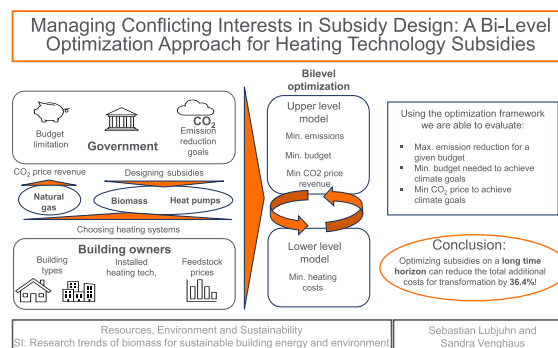 Managing Conflicting Interests in Subsidy Design: A Bi-Level
Optimization Approach for Heating Technology Subsidies
Budget
limitation
Government
CO2
Emission
reduction
goals
CO2 price revenue
Designing subsidies
Natural
gas
Biomass
Heat pumps
Choosing heating systems
Building owners
Building
types
Installed
heating tech.
Feedstock
prices
Bilevel
optimization
Upper level
model
Min. emissions
Min. budget
Min CO2 price
revenue
Lower level
model
Min. heating
costs
Using the optimization framework
we are able to evaluate:
▪ Max. emission reduction for a
given budget
▪ Min. budget needed to achieve
climate goals
▪ Min CO2 price to achieve
climate goals
Conclusion:
Optimizing subsidies on a long time
horizon can reduce the total additional
costs for transformation by 36.4%!
Resources, Environment and Sustainability
SI: Research trends of biomass for sustainable building energy and environment
Sebastian Lubjuhn and
Sandra Venghaus